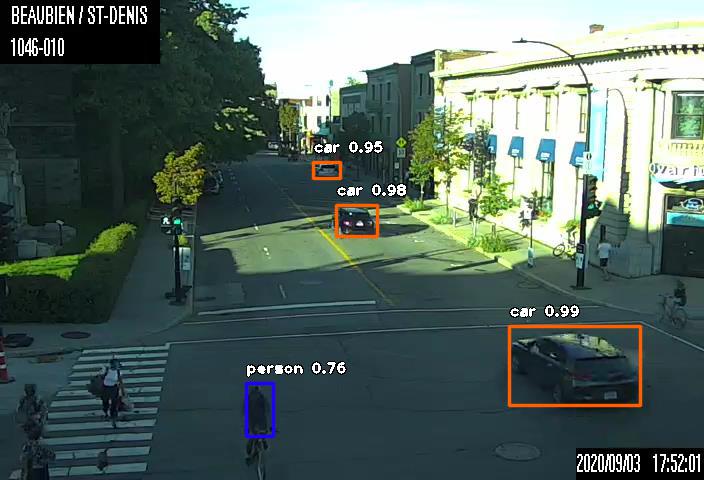 BEAUBIEN / ST-DENIS
1046-010
car 0.95
car 0.98
car 0.99
person 0.76
2020/09/03 17:52:01